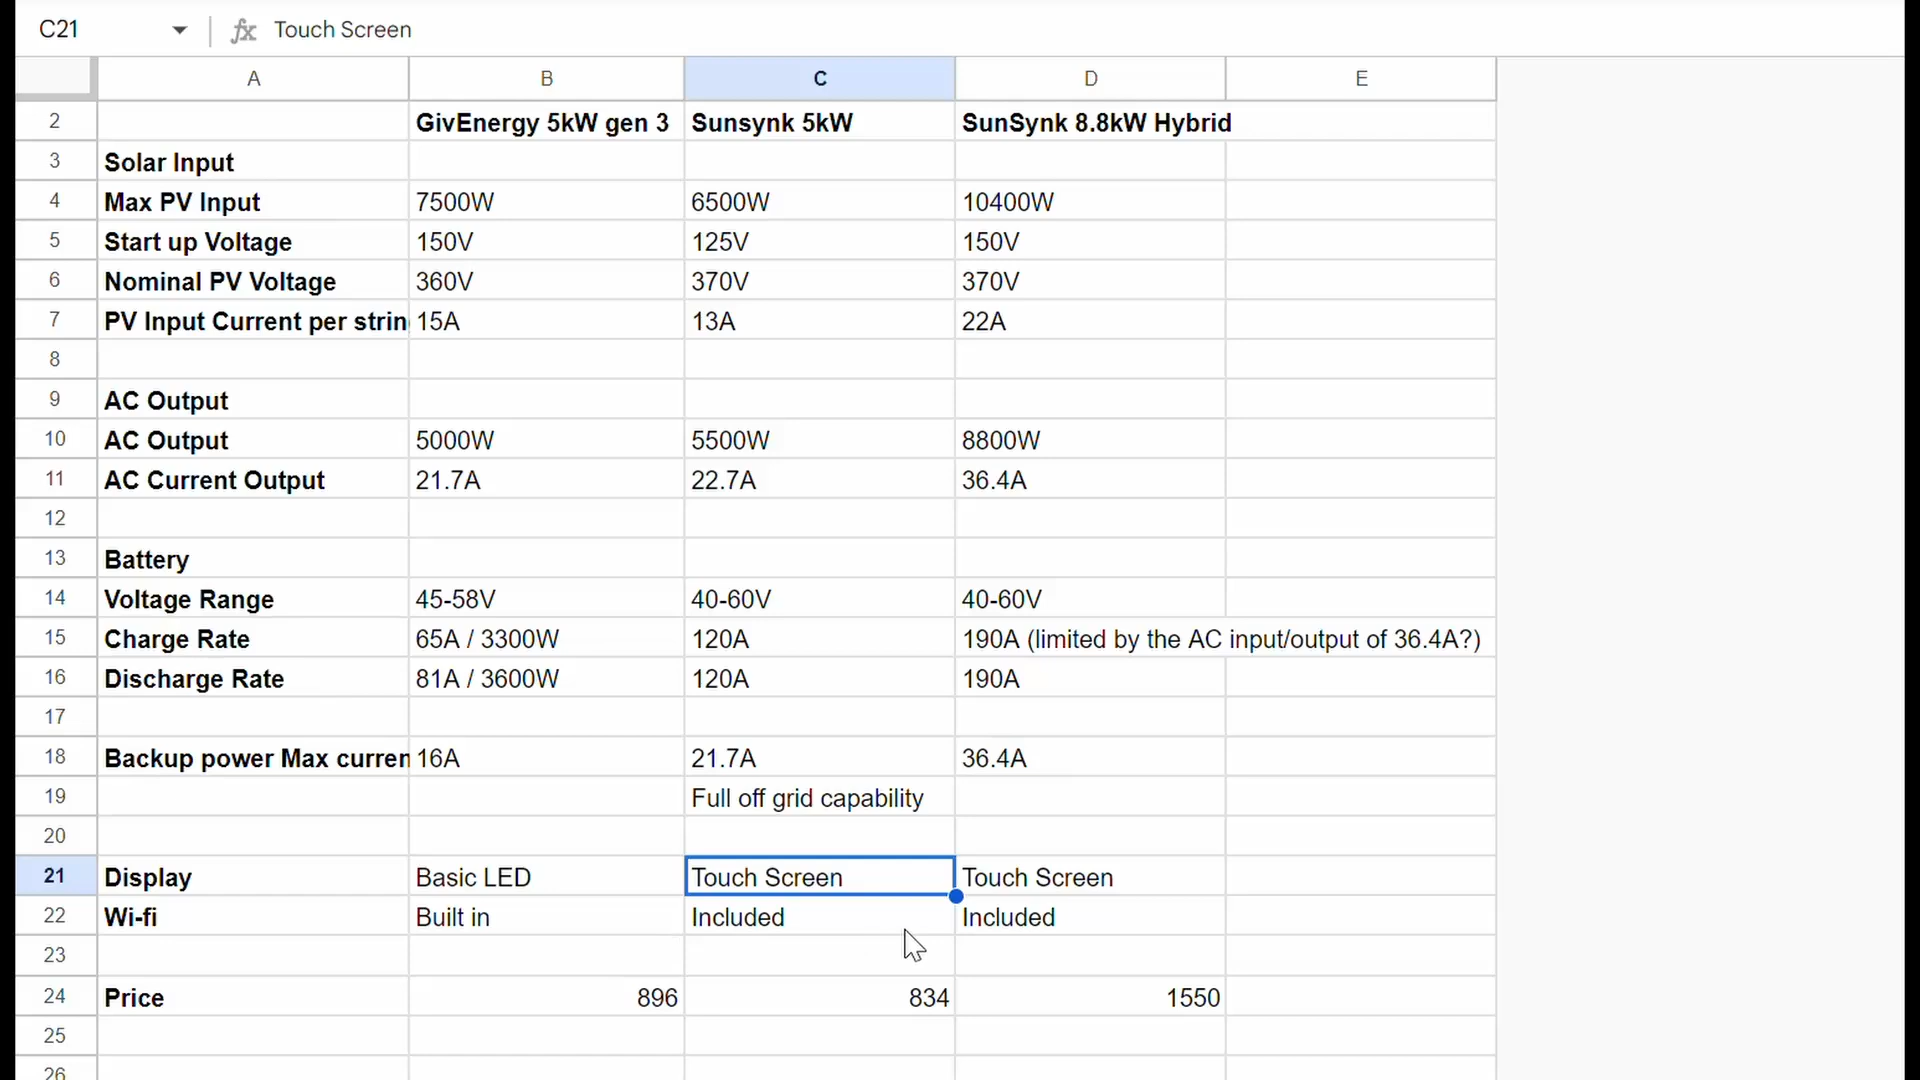 C21 fx Touch Screen
A B C D E
2 GivEnergy 5kW gen 3 Sunsynk 5kW SunSynk 8.8kW Hybrid
3 Solar Input
4 Max PV Input 7500W 6500W 10400W
5 Start up Voltage 150V 125V 150V
6 Nominal PV Voltage 360V 370V 370V
7 PV Input Current per strin 15A 13A 22A
8
9 AC Output
10 AC Output 5000W 5500W 8800W
11 AC Current Output 21.7A 22.7A 36.4A
12
13 Battery
14 Voltage Range 45-58V 40-60V 40-60V
15 Charge Rate 65A / 3300W 120A 190A (limited by the AC input/output of 36.4A?)
16 Discharge Rate 81A / 3600W 120A 190A
17
18 Backup power Max curren 16A 21.7A 36.4A
19 Full off grid capability
20
21 Display Basic LED Touch Screen Touch Screen
22 Wi-fi Built in Included Included
23
24 Price 896 834 1550
25
26